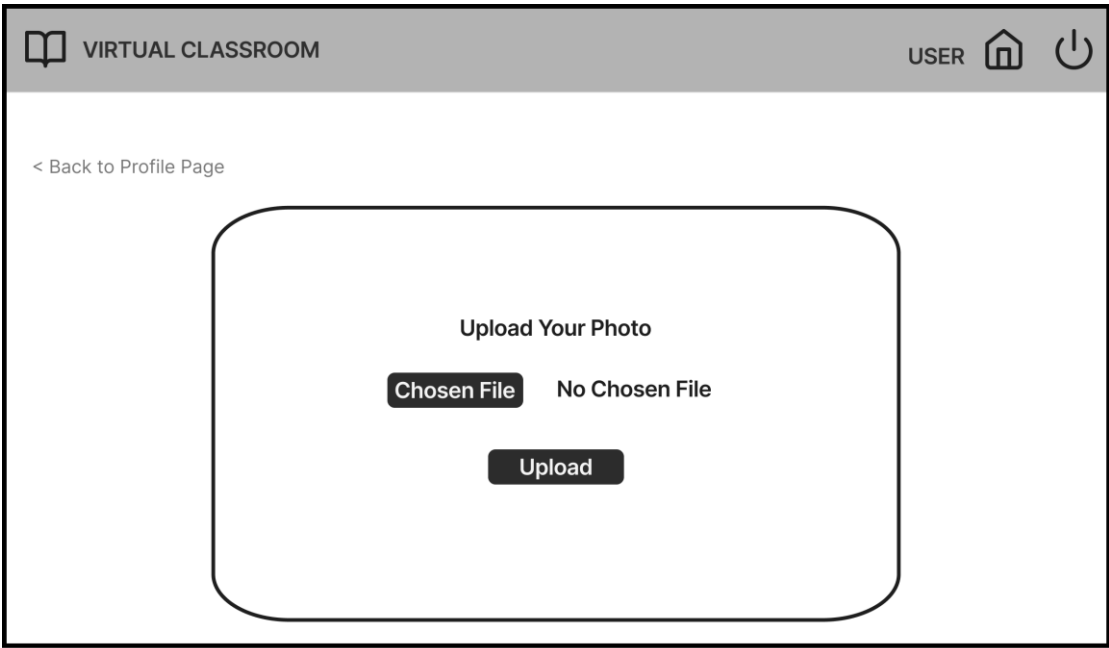 VIRTUAL CLASSROOM
USER
< Back to Profile Page
Upload Your Photo
Chosen File No Chosen File
Upload